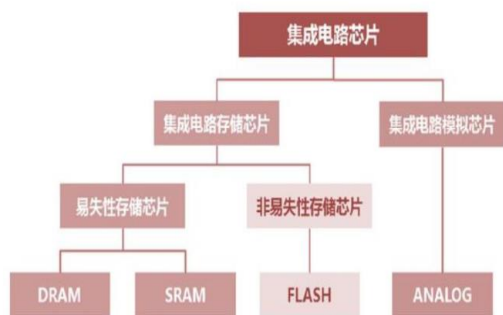 集成电路芯片
集成电路存储芯片
集成电路模拟芯片
易失性存储芯片
非易失性存储芯片
DRAM
SRAM
FLASH
ANALOG